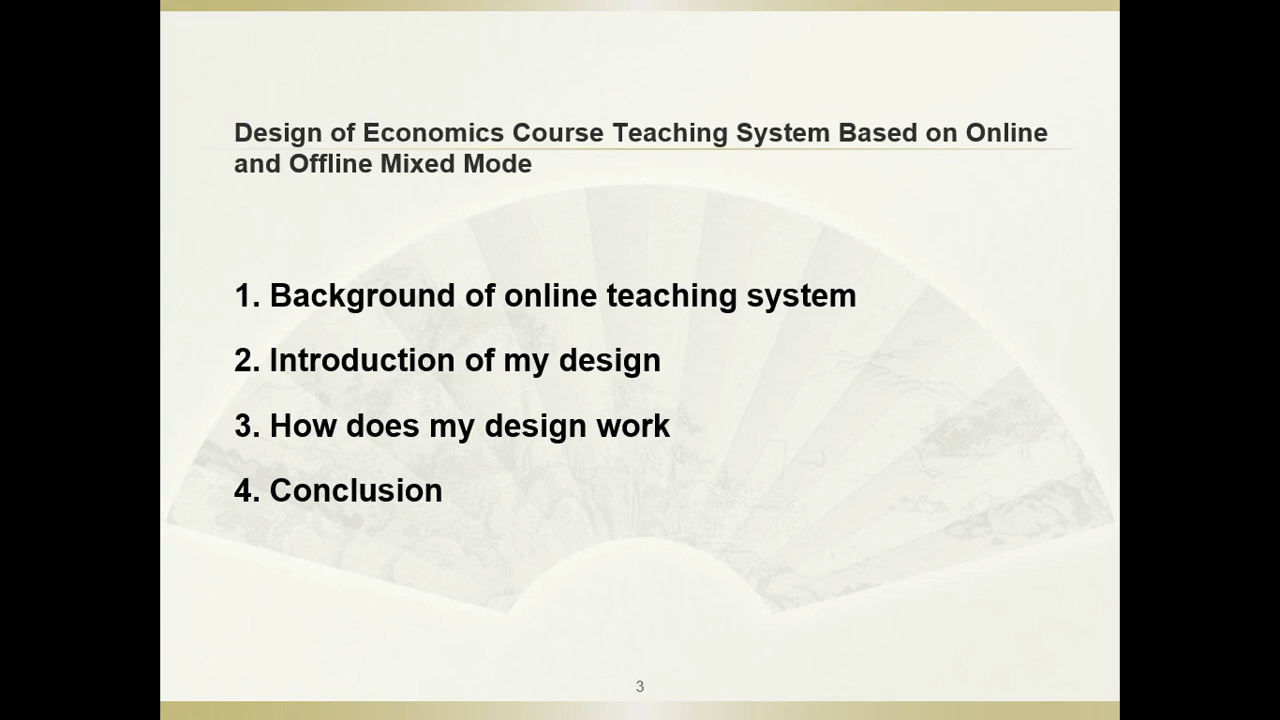 Design of Economics Course Teaching System Based on Online
and Offline Mixed Mode
1. Background of online teaching system
2. Introduction of my design
3. How does my design work
4. Conclusion
3